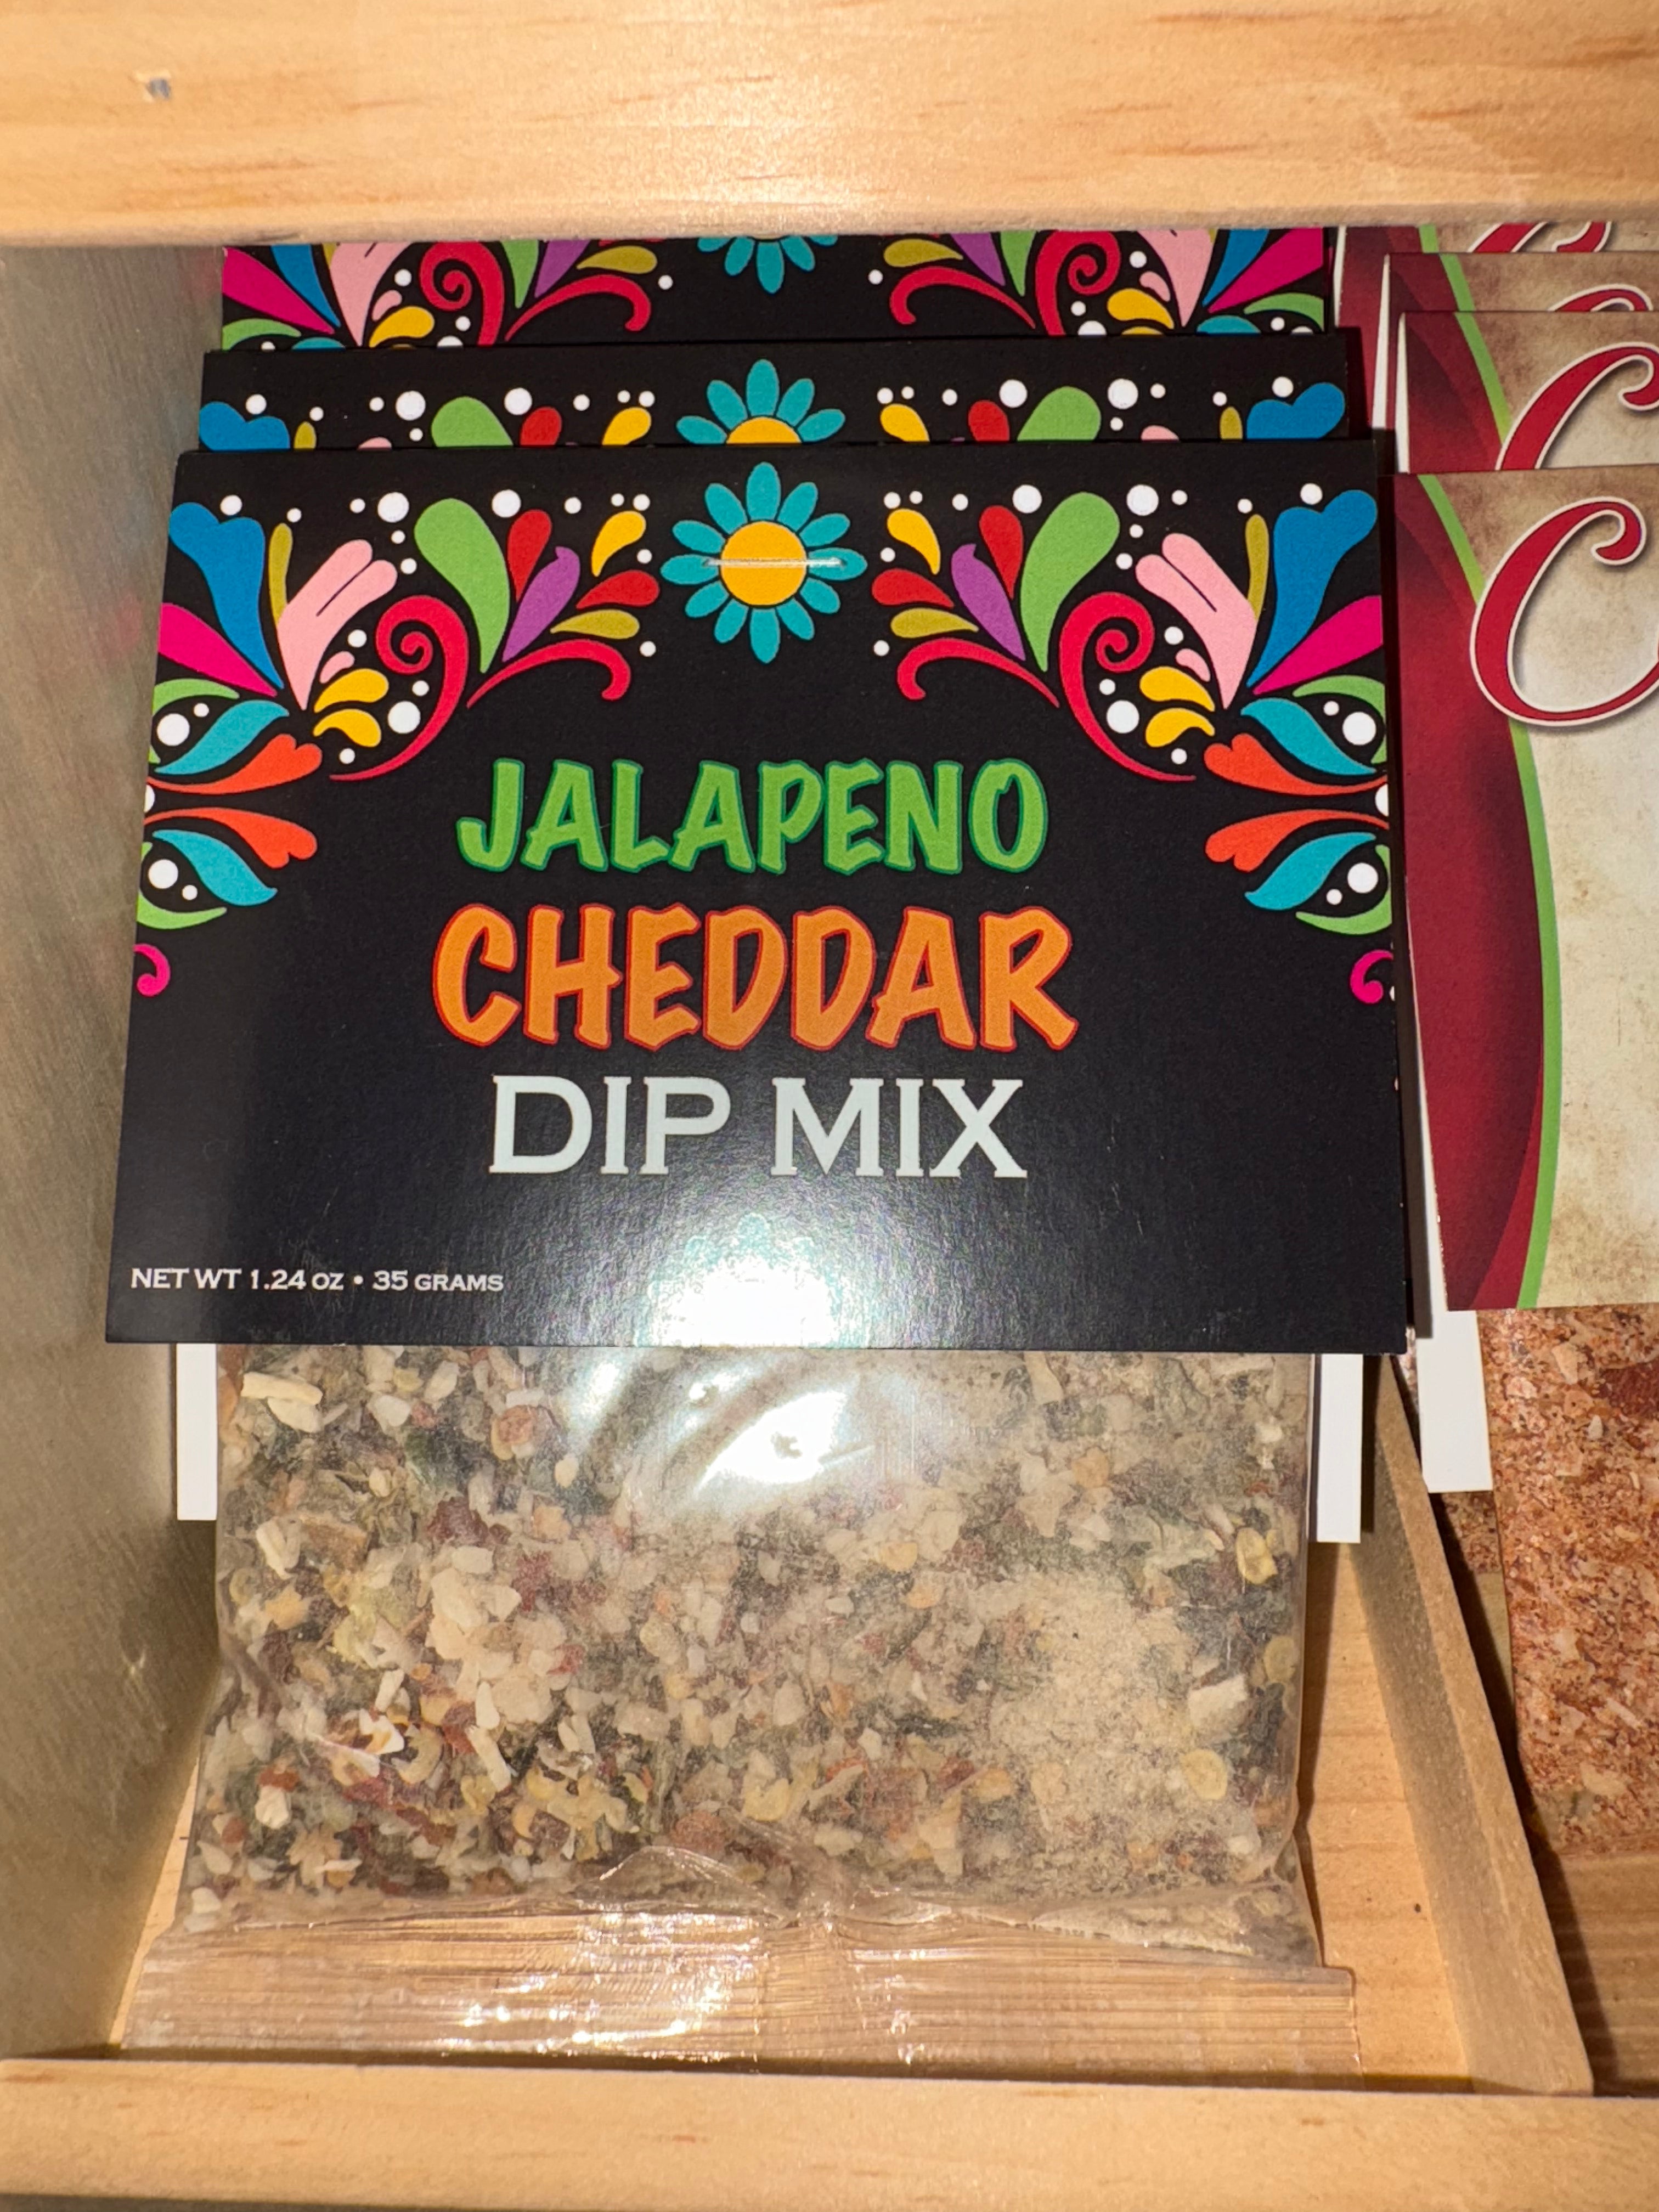 JALAPENO
CHEDDAR
DIP MIX
NET WT 1.24 OZ • 35 GRAMS
C
C